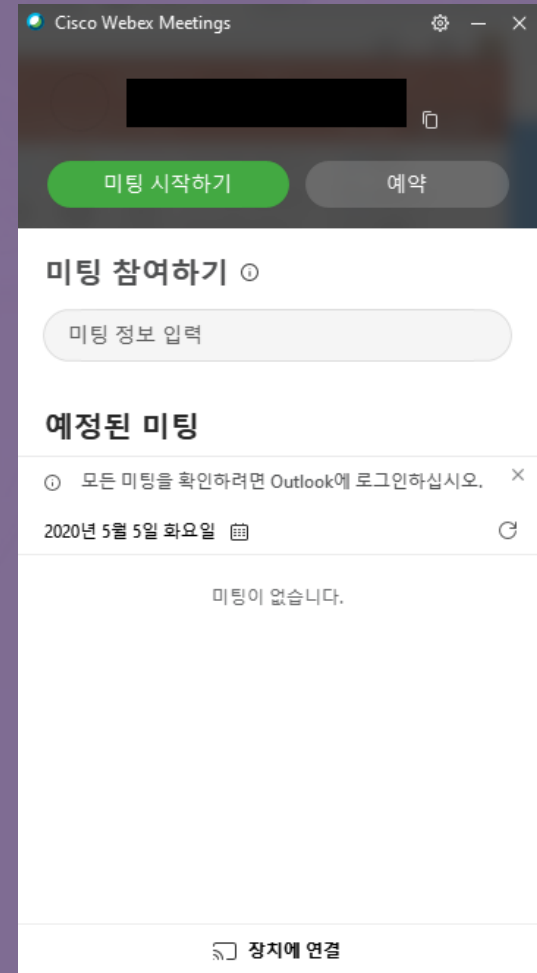 Cisco Webex Meetings
미팅 시작하기
예약
미팅 참여하기
미팅 정보 입력
예정된 미팅
모든 미팅을 확인하려면 Outlook에 로그인하십시오.
2020년 5월 5일 화요일
미팅이 없습니다.
장치에 연결